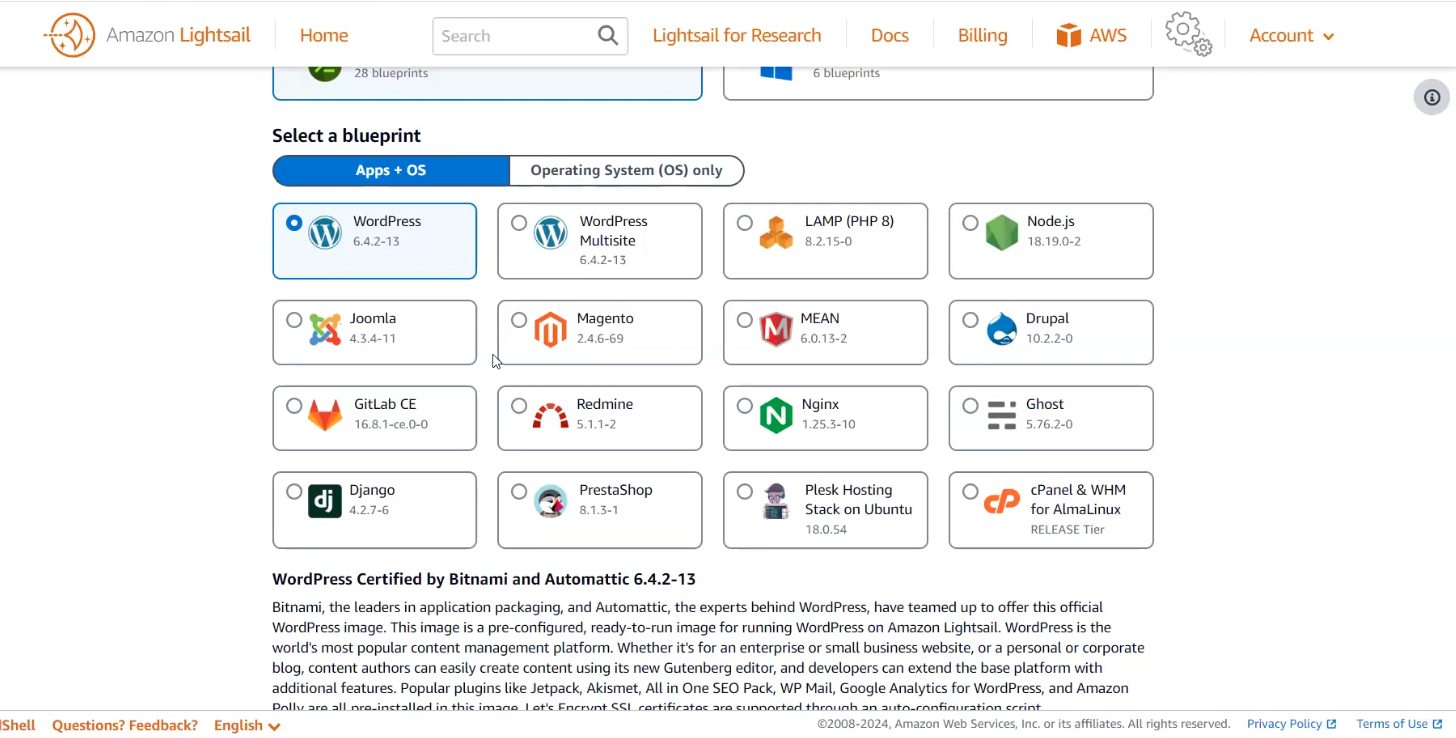 Amazon Lightsail
Home
Search
Lightsail for Research
Docs
Billing
AWS
Account
28 blueprints
6 blueprints
Select a blueprint
Apps + OS
Operating System (OS) only
WordPress
6.4.2-13
WordPress
Multisite
6.4.2-13
LAMP (PHP 8)
8.2.15-0
Node.js
18.19.0-2
Joomla
4.3.4-11
Magento
2.4.6-69
MEAN
6.0.13-2
Drupal
10.2.2-0
GitLab CE
16.8.1-ce.0-0
Redmine
5.1.1-2
Nginx
1.25.3-10
Ghost
5.76.2-0
dj
Django
4.2.7-6
PrestaShop
8.1.3-1
Plesk Hosting
Stack on Ubuntu
18.0.54
cP
cPanel & WHM
for AlmaLinux
RELEASE Tier
WordPress Certified by Bitnami and Automattic 6.4.2-13
Bitnami, the leaders in application packaging, and Automattic, the experts behind WordPress, have teamed up to offer this official
WordPress image. This image is a pre-configured, ready-to-run image for running WordPress on Amazon Lightsail. WordPress is the
world's most popular content management platform. Whether it's for an enterprise or small business website, or a personal or corporate
blog, content authors can easily create content using its new Gutenberg editor, and developers can extend the base platform with
additional features. Popular plugins like Jetpack, Akismet, All in One SEO Pack, WP Mail, Google Analytics for WordPress, and Amazon
Polly are all pre-installed in this image. Let's Encrypt SSL certificates are supported through an auto-configuration script.
Shell
Questions? Feedback?
English
©2008-2024, Amazon Web Services, Inc. or its affiliates. All rights reserved.
Privacy Policy
Terms of Use